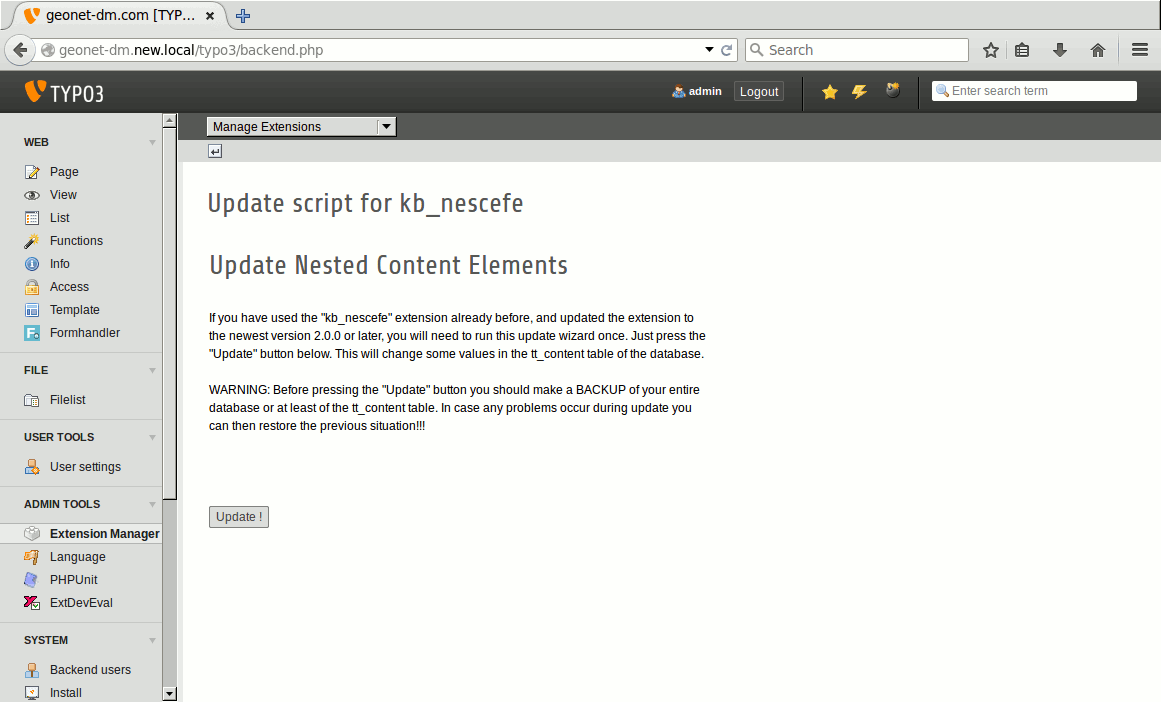 geonet-dm.com [TYP...
geonet-dm.new.local/typo3/backend.php
Search
TYPO3
admin
Logout
Enter search term
Manage Extensions
WEB
Page
View
List
Functions
Info
Access
Template
Formhandler
FILE
Filelist
USER TOOLS
User settings
ADMIN TOOLS
Extension Manager
Language
PHPUnit
ExtDevEval
SYSTEM
Backend users
Install
Update script for kb_nescefe
Update Nested Content Elements
If you have used the "kb_nescefe" extension already before, and updated the extension to
the newest version 2.0.0 or later, you will need to run this update wizard once. Just press the
"Update" button below. This will change some values in the tt_content table of the database.
WARNING: Before pressing the "Update" button you should make a BACKUP of your entire
database or at least of the tt_content table. In case any problems occur during update you
can then restore the previous situation!!!
Update !